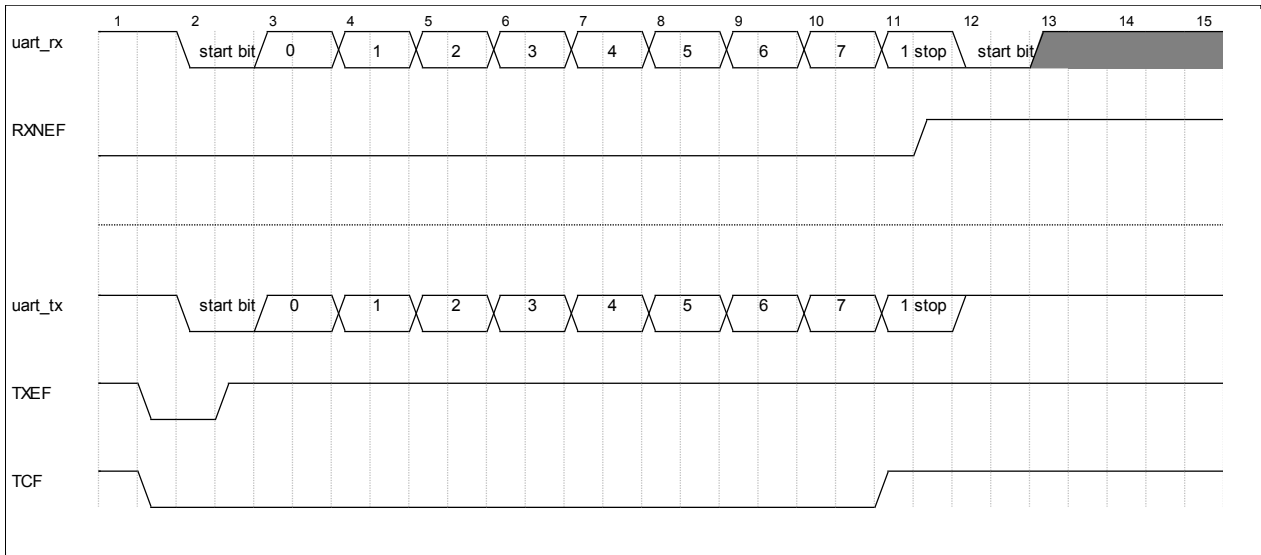 1 2 3 4 5 6 7 8 9 10 11 12 13 14 15
uart_rx start bit 0 1 2 3 4 5 6 7 1 stop start bit
RXNEF
uart_tx start bit 0 1 2 3 4 5 6 7 1 stop
TXEF
TCF